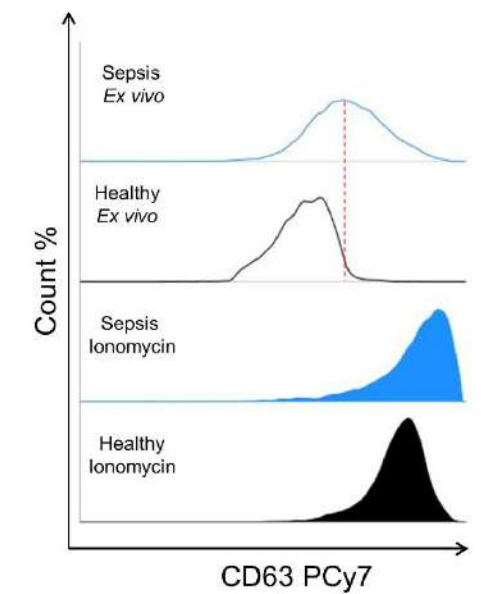 Sepsis
Ex vivo
Healthy
Ex vivo
Sepsis
Ionomycin
Healthy
Ionomycin
Count %
CD63 PCy7